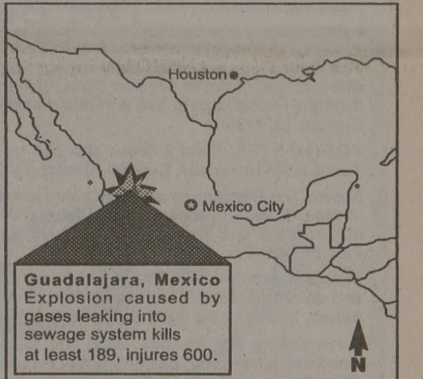 Houston
Mexico City
Guadalajara, Mexico
Explosion caused by
gases leaking into
sewage system kills
at least 189, injures 600.
N